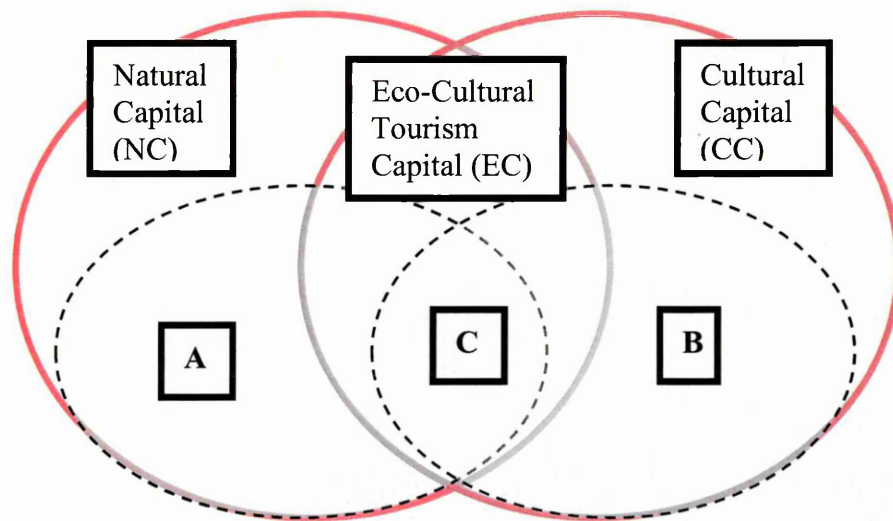 Natural
Capital
(NC)
Eco-Cultural
Tourism
Capital (EC)
Cultural
Capital
(CC)
A
C
B